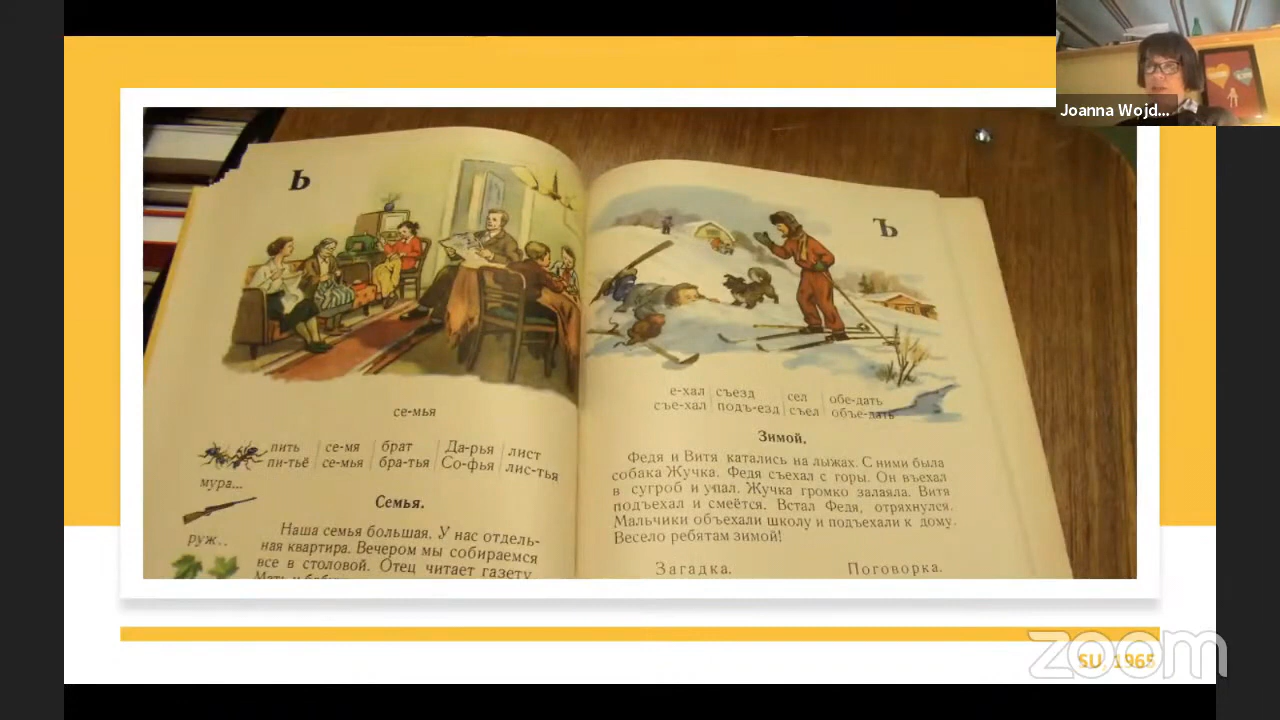 Joanna Wojd...
Ь
се-мья
пить | се-мя | брат | Да-рья | лист
пи-тьё | се-мья | бра-тья | Со-фья | лис-тья
мура...
руж..
Семья.
Наша семья большая. У нас отдель-
ная квартира. Вечером мы собираемся
все в столовой. Отец читает газету.
Ъ
е-хал | съезд | сел | обе-дать
съе-хал | подъ-езд | съел | объе-дать
Зимой.
Федя и Витя катались на лыжах. С ними была
собака Жучка. Федя съехал с горы. Он въехал
в сугроб и упал. Жучка громко залаяла. Витя
подъехал и смеётся. Встал Федя, отряхнулся.
Мальчики объехали школу и подъехали к дому.
Весело ребятам зимой!
Загадка. Поговорка.
SU, 1965
zoom